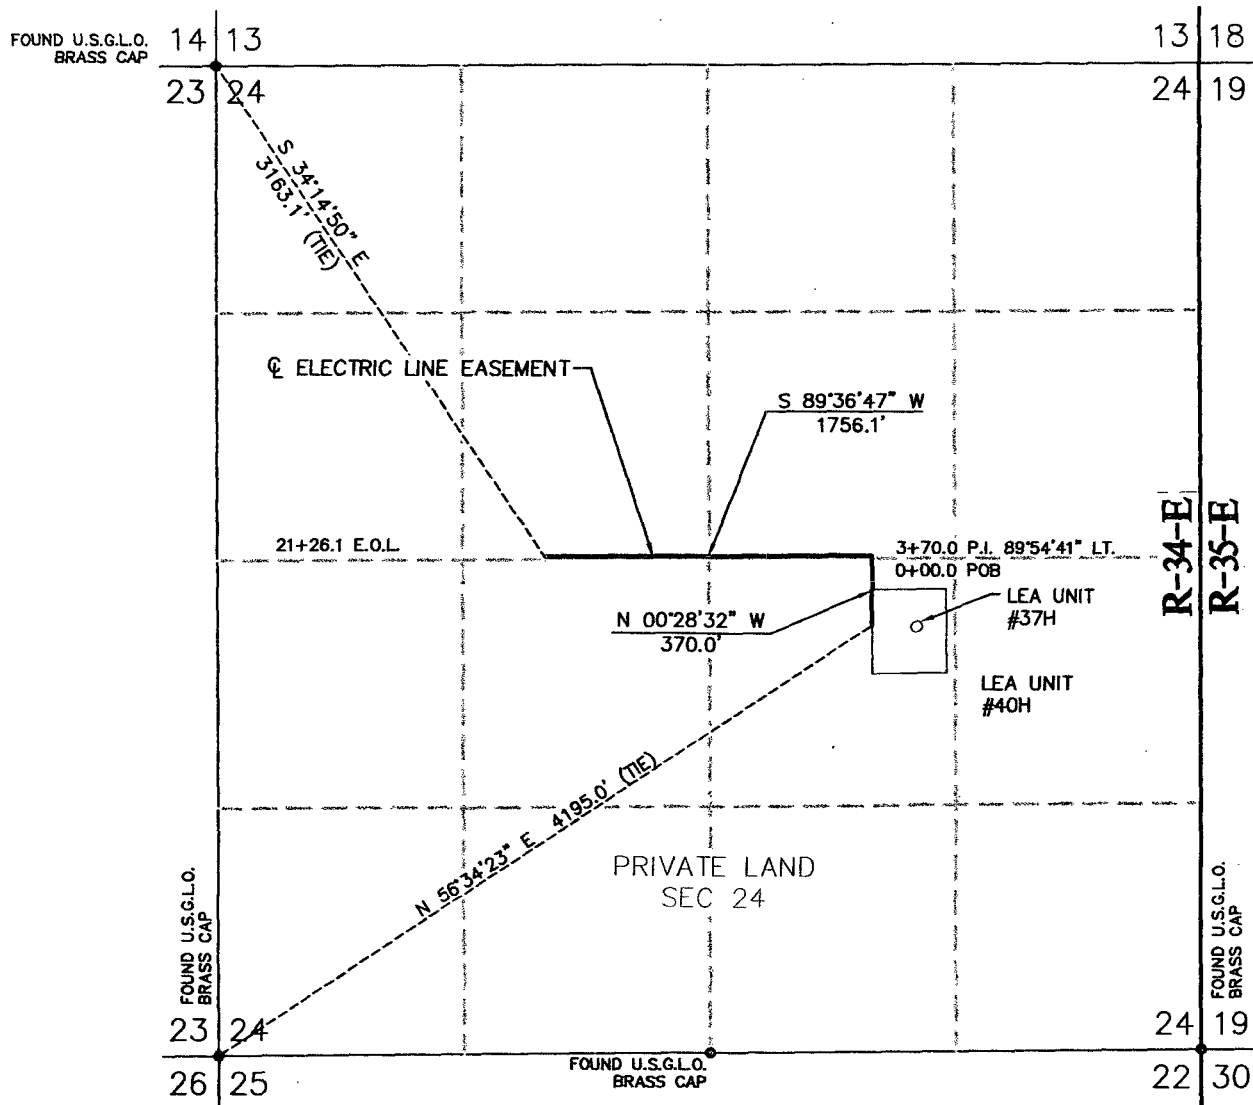 FOUND U.S.G.L.O.
BRASS CAP
14 13
23 24
13 18
24 19
S 34°14'50" E
3163.1' (TIE)
℄ ELECTRIC LINE EASEMENT
S 89°36'47" W
1756.1'
21+26.1 E.O.L.
3+70.0 P.I. 89°54'41" LT.
0+00.0 POB
R-34-E
R-35-E
N 00°28'32" W
370.0'
LEA UNIT
#37H
LEA UNIT
#40H
N 56°34'23" E 4195.0' (TIE)
PRIVATE LAND
SEC 24
FOUND U.S.G.L.O.
BRASS CAP
FOUND U.S.G.L.O.
BRASS CAP
23 24
26 25
FOUND U.S.G.L.O.
BRASS CAP
24 19
22 30